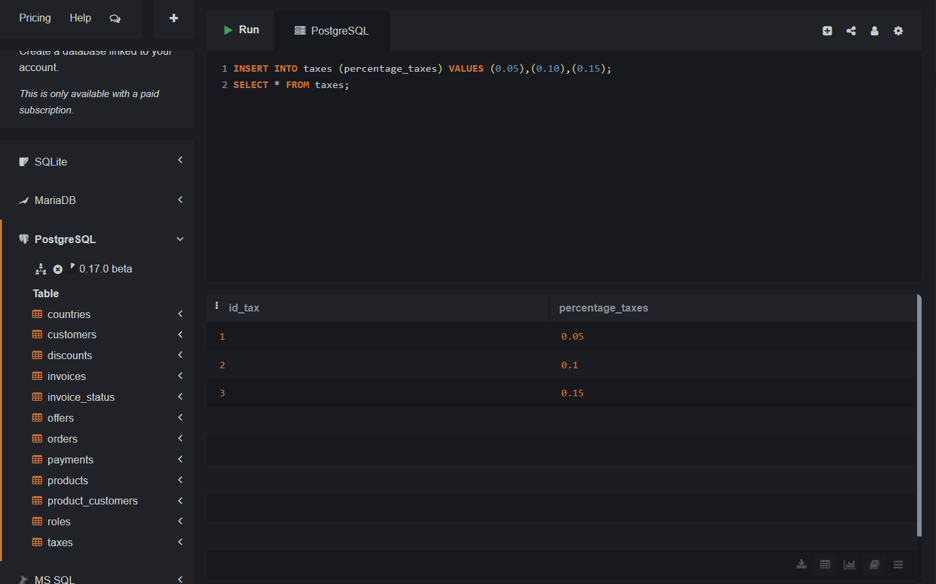 Pricing Help
Create a database linked to your
account.
This is only available with a paid
subscription.
SQLite
MariaDB
PostgreSQL
0.17.0 beta
Table
countries
customers
discounts
invoices
invoice_status
offers
orders
payments
products
product_customers
roles
taxes
MS SQL
Run PostgreSQL
1 INSERT INTO taxes (percentage_taxes) VALUES (0.05),(0.10),(0.15);
2 SELECT * FROM taxes;
id_tax percentage_taxes
1 0.05
2 0.1
3 0.15